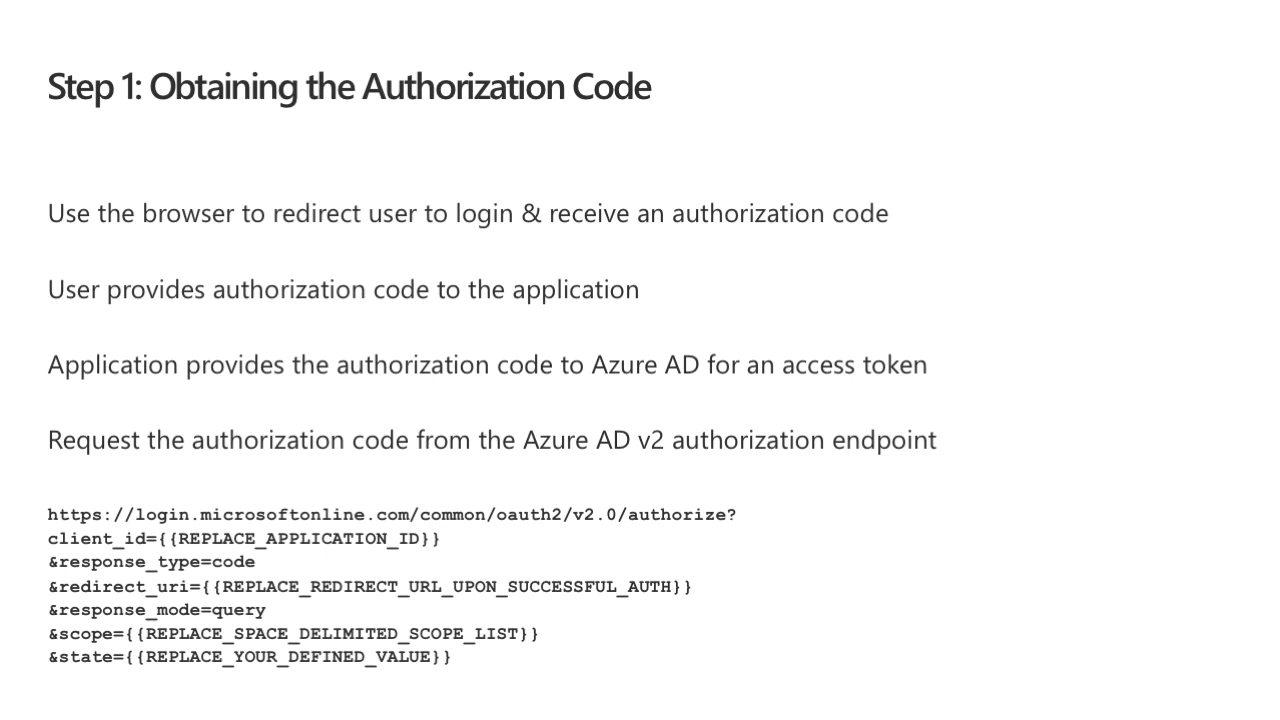 Step 1: Obtaining the Authorization Code
Use the browser to redirect user to login & receive an authorization code
User provides authorization code to the application
Application provides the authorization code to Azure AD for an access token
Request the authorization code from the Azure AD v2 authorization endpoint
https://login.microsoftonline.com/common/oauth2/v2.0/authorize?
client_id={{REPLACE_APPLICATION_ID}}
&response_type=code
&redirect_uri={{REPLACE_REDIRECT_URL_UPON_SUCCESSFUL_AUTH}}
&response_mode=query
&scope={{REPLACE_SPACE_DELIMITED_SCOPE_LIST}}
&state={{REPLACE_YOUR_DEFINED_VALUE}}